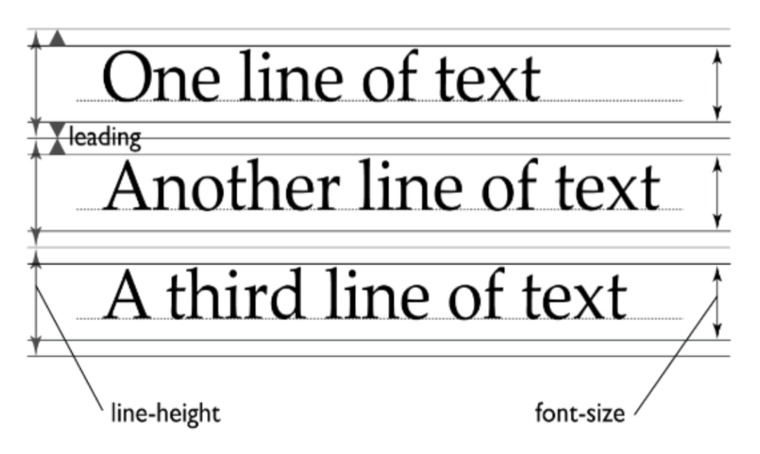 One line of text
leading
Another line of text
A third line of text
line-height
font-size